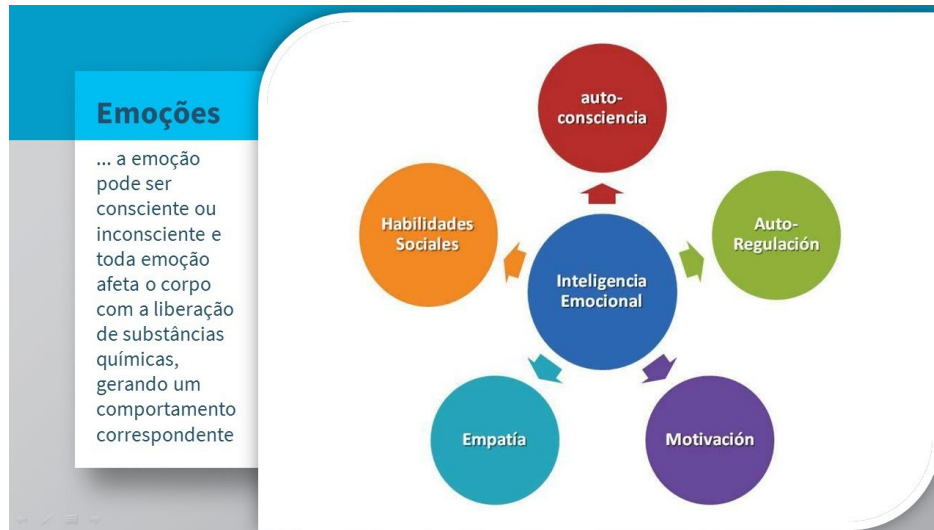 Emoções
... a emoção
pode ser
consciente ou
inconsciente e
toda emoção
afeta o corpo
com a liberação
de substâncias
químicas,
gerando um
comportamento
correspondente
auto-
consciencia
Habilidades
Sociales
Auto-
Regulación
Inteligencia
Emocional
Empatía
Motivación